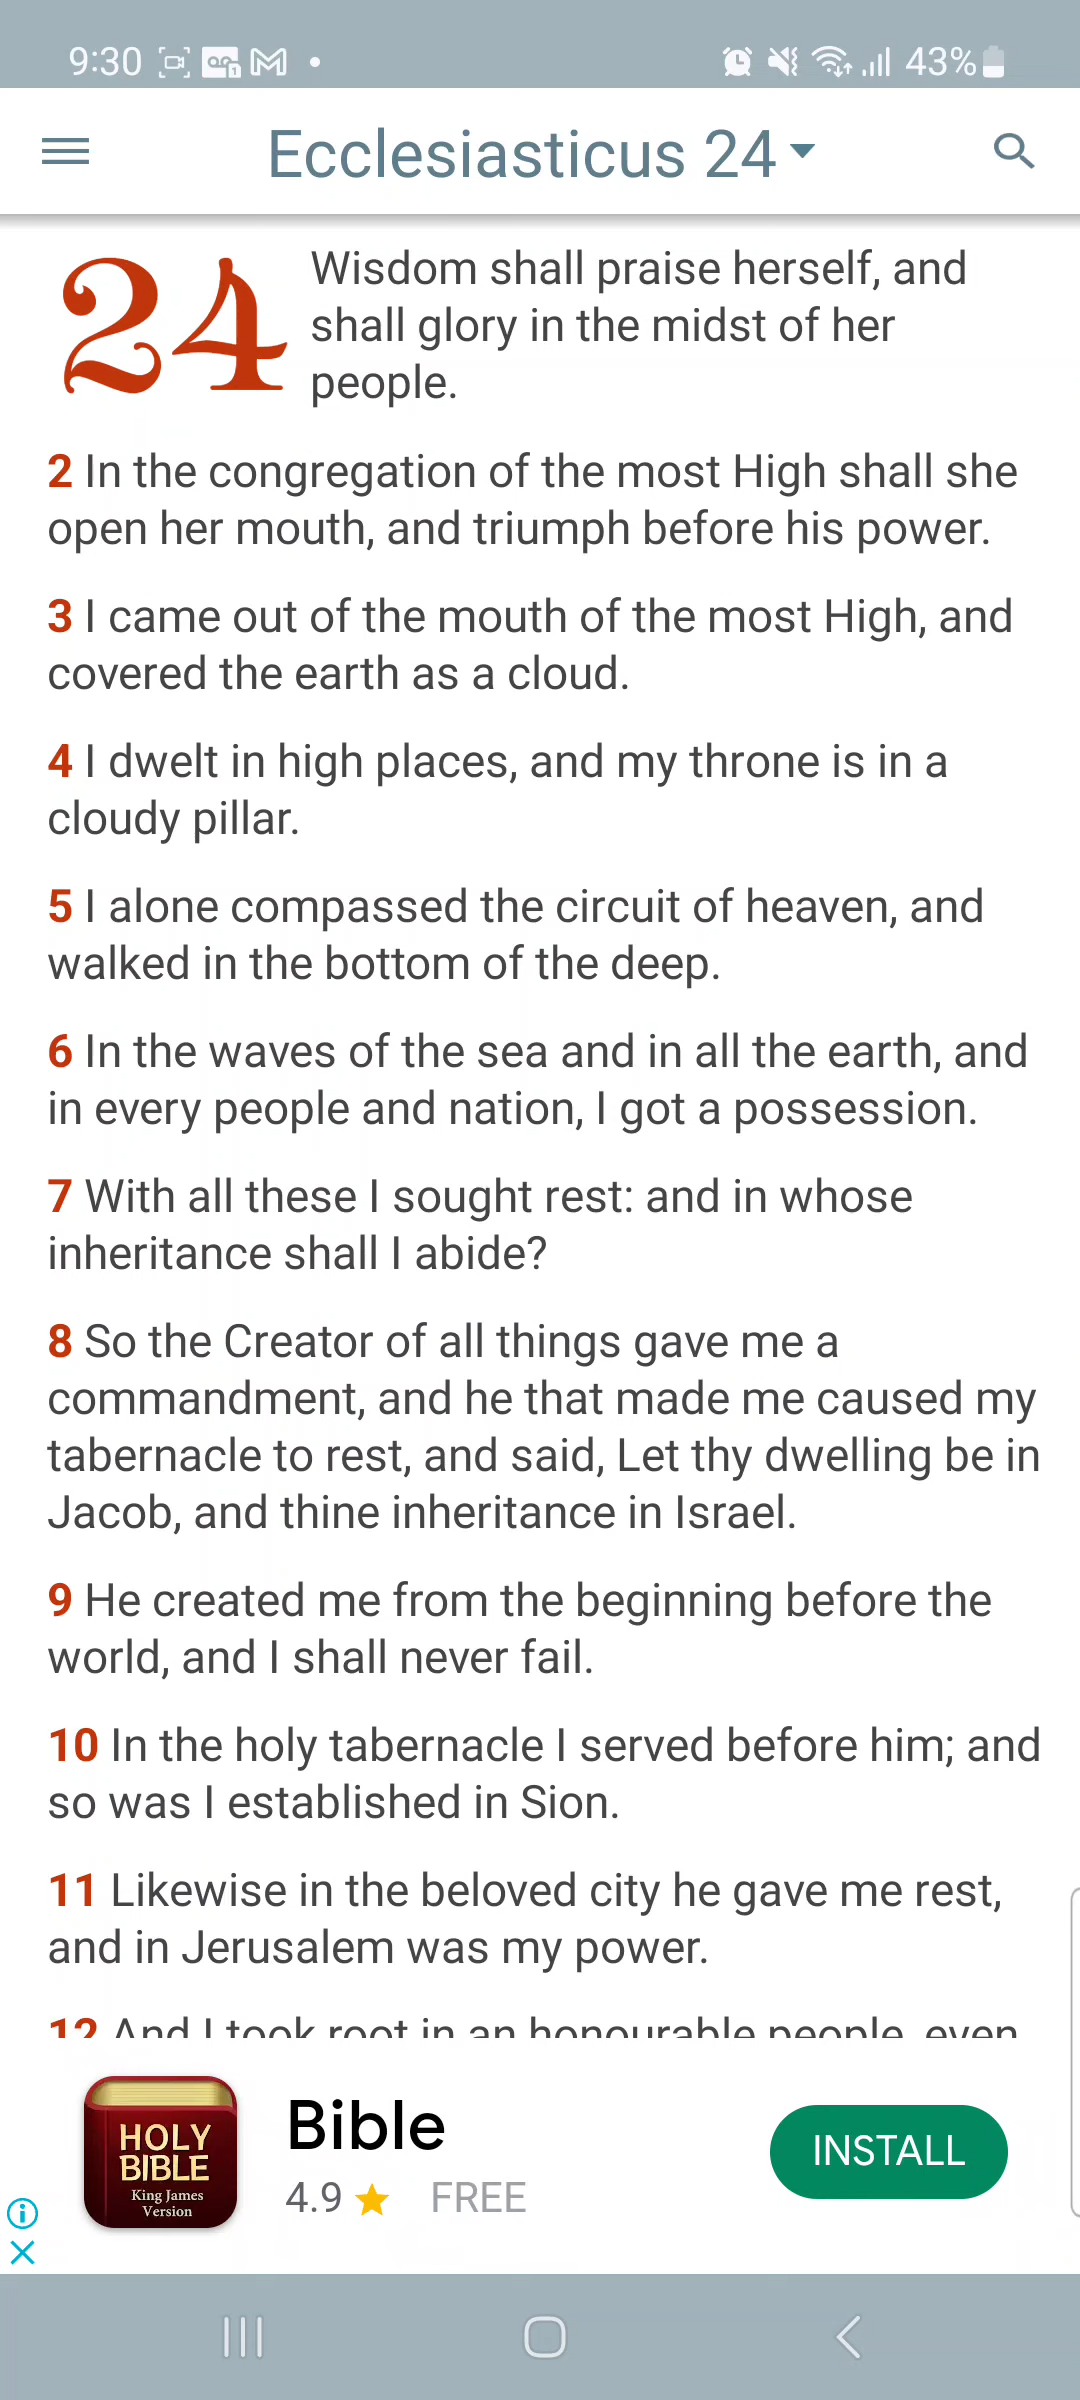 9:30 43%
Ecclesiasticus 24
24 Wisdom shall praise herself, and
shall glory in the midst of her
people.
2 In the congregation of the most High shall she
open her mouth, and triumph before his power.
3 I came out of the mouth of the most High, and
covered the earth as a cloud.
4 I dwelt in high places, and my throne is in a
cloudy pillar.
5 I alone compassed the circuit of heaven, and
walked in the bottom of the deep.
6 In the waves of the sea and in all the earth, and
in every people and nation, I got a possession.
7 With all these I sought rest: and in whose
inheritance shall I abide?
8 So the Creator of all things gave me a
commandment, and he that made me caused my
tabernacle to rest, and said, Let thy dwelling be in
Jacob, and thine inheritance in Israel.
9 He created me from the beginning before the
world, and I shall never fail.
10 In the holy tabernacle I served before him; and
so was I established in Sion.
11 Likewise in the beloved city he gave me rest,
and in Jerusalem was my power.
12 And I took root in an honourable people, even
HOLY
BIBLE
King James
Version
Bible
4.9 FREE
INSTALL